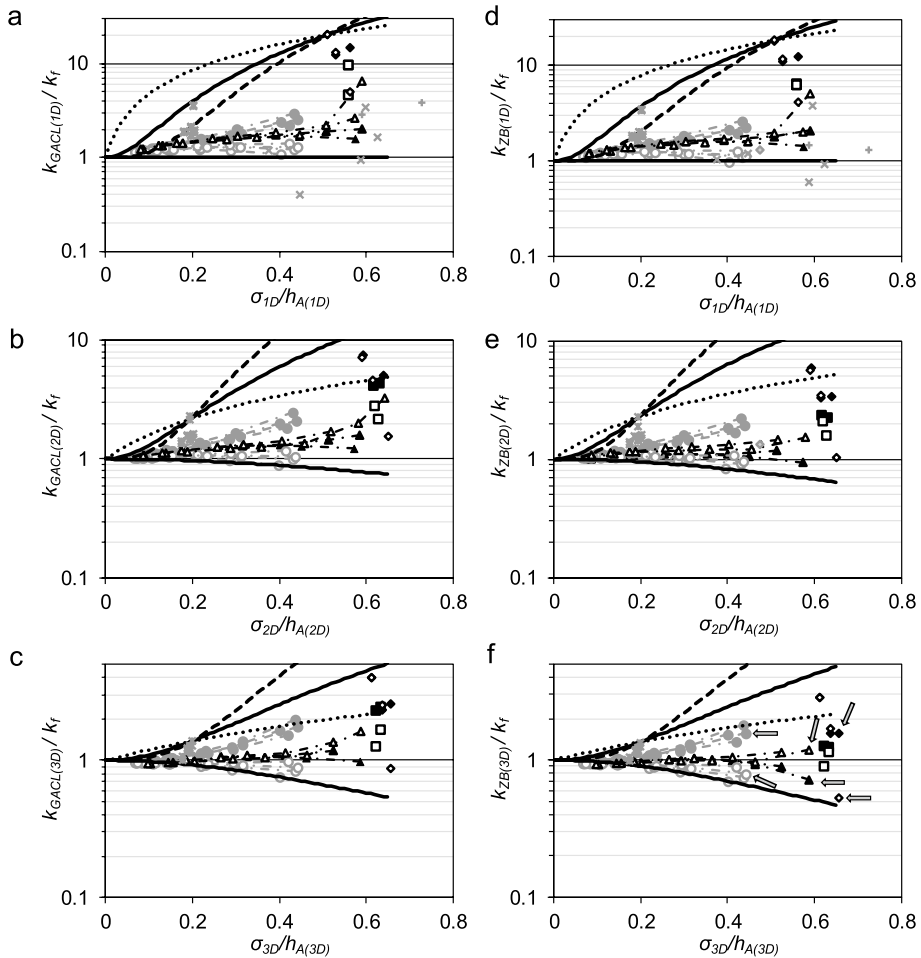 a
k_GACL(1D) / k_f
10
1
0.1
0 0.2 0.4 0.6 0.8
σ_1D/h_A(1D)
d
k_ZB(1D) / k_f
10
1
0.1
0 0.2 0.4 0.6 0.8
σ_1D/h_A(1D)
b
k_GACL(2D) / k_f
10
1
0.1
0 0.2 0.4 0.6 0.8
σ_2D/h_A(2D)
e
k_ZB(2D) / k_f
10
1
0.1
0 0.2 0.4 0.6 0.8
σ_2D/h_A(2D)
c
k_GACL(3D) / k_f
1
0.1
0 0.2 0.4 0.6 0.8
σ_3D/h_A(3D)
f
k_ZB(3D) / k_f
1
0.1
0 0.2 0.4 0.6 0.8
σ_3D/h_A(3D)